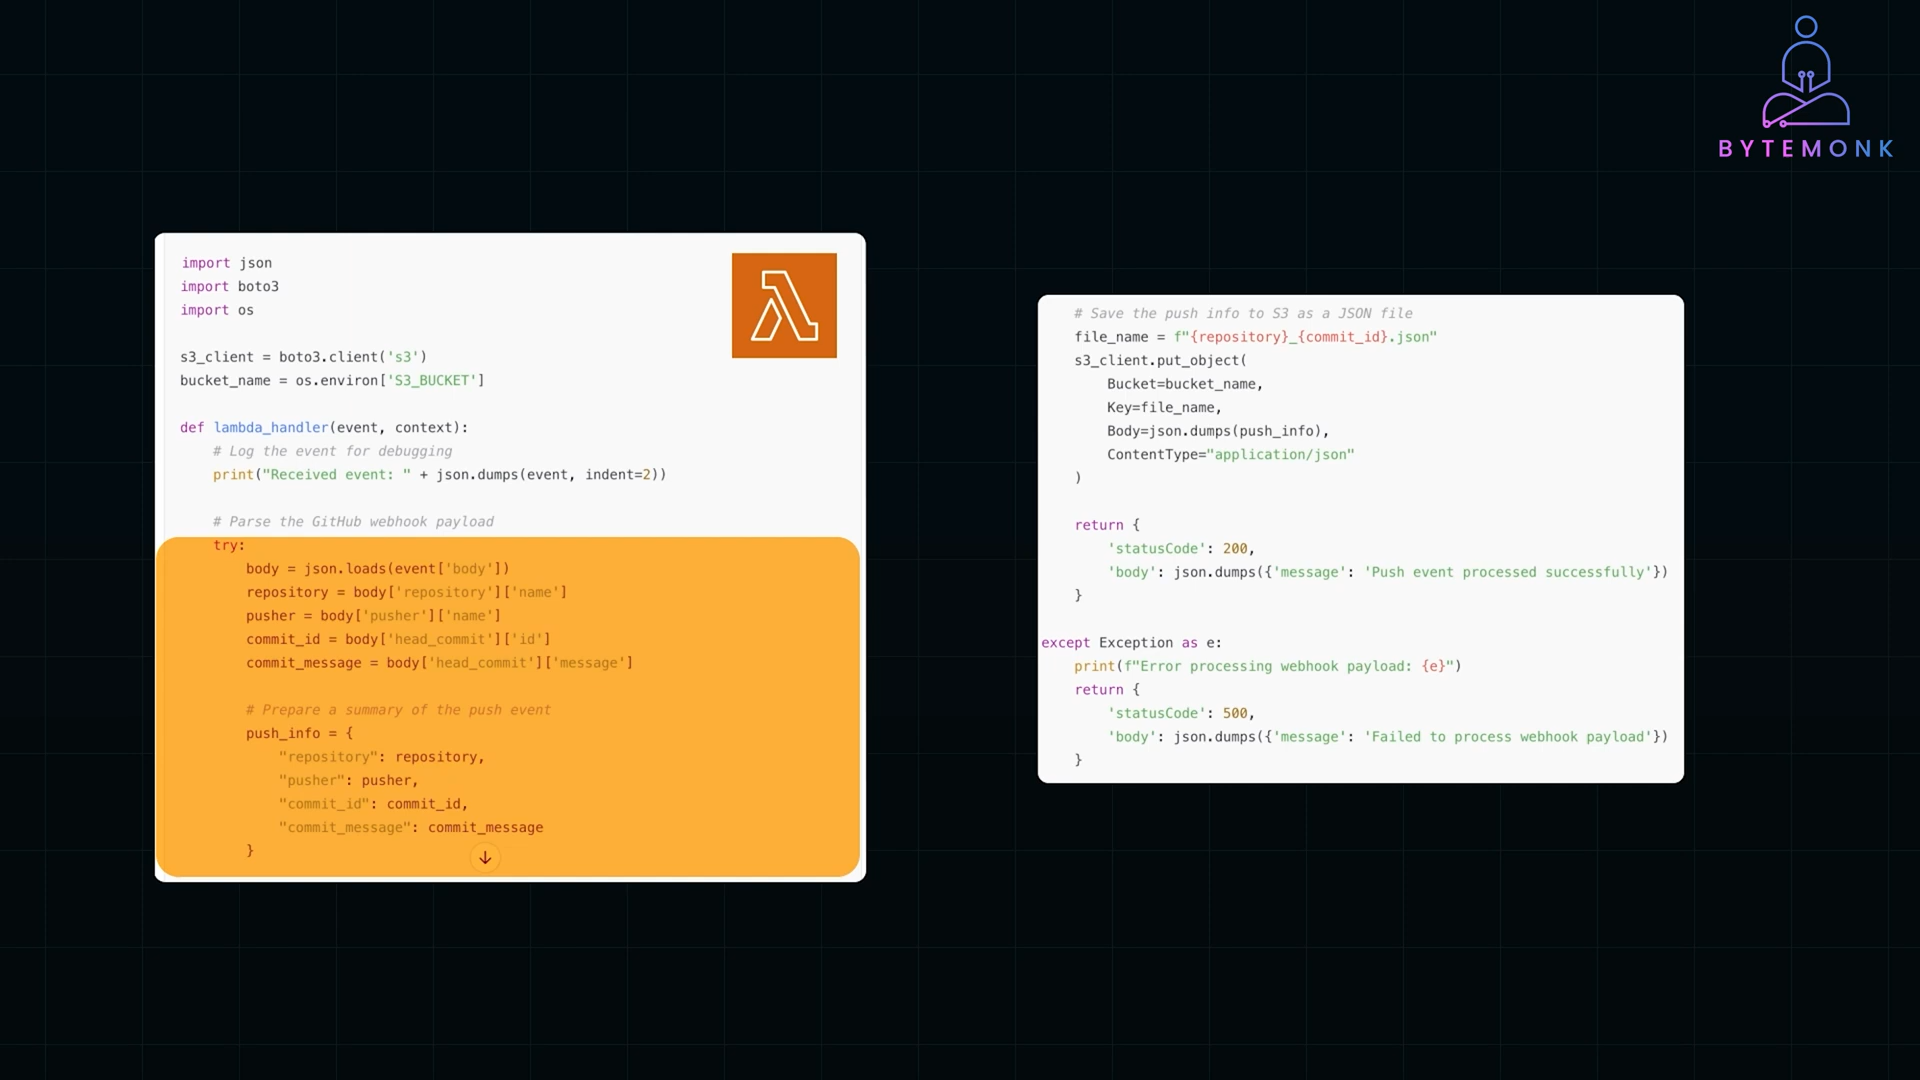 BYTEMONK
import json
import boto3
import os
s3_client = boto3.client('s3')
bucket_name = os.environ['S3_BUCKET']
def lambda_handler(event, context):
# Log the event for debugging
print("Received event: " + json.dumps(event, indent=2))
# Parse the GitHub webhook payload
try:
body = json.loads(event['body'])
repository = body['repository']['name']
pusher = body['pusher']['name']
commit_id = body['head_commit']['id']
commit_message = body['head_commit']['message']
# Prepare a summary of the push event
push_info = {
"repository": repository,
"pusher": pusher,
"commit_id": commit_id,
"commit_message": commit_message
}
# Save the push info to S3 as a JSON file
file_name = f"{repository}_{commit_id}.json"
s3_client.put_object(
Bucket=bucket_name,
Key=file_name,
Body=json.dumps(push_info),
ContentType="application/json"
)
return {
'statusCode': 200,
'body': json.dumps({'message': 'Push event processed successfully'})
}
except Exception as e:
print(f"Error processing webhook payload: {e}")
return {
'statusCode': 500,
'body': json.dumps({'message': 'Failed to process webhook payload'})
}